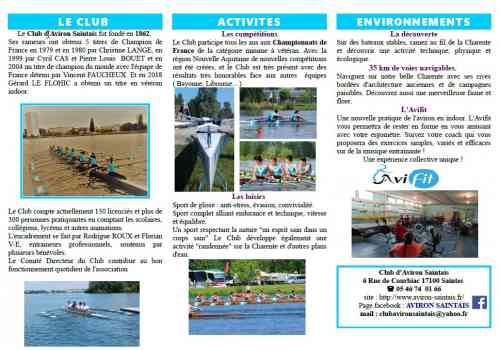 LE CLUB
Le Club d'Aviron Saintais fut fondé en 1862.
Ses rameurs ont obtenu 5 titres de Champion de
France en 1979 et en 1980 par Christine LANGE, en
1999 par Cyril CAS et Pierre Louis BOUET et en
2004 un titre de champion du monde avec l'équipe de
France détenu par Vincent FAUCHEUX. Et en 2018
Gérard LE FLOHIC a obtenu un titre en vétéran
indoor.
Le Club compte actuellement 150 licenciés et plus de
300 personnes pratiquantes en comptant les scolaires,
collégiens, lycéens et autres animations.
L'encadrement se fait par Rodrigue ROUX et Florian
V-E, entraineurs professionnels, soutenus par
plusieurs bénévoles.
Le Comité Directeur du Club contribue au bon
fonctionnement quotidien de l'association.
ACTIVITES
Les compétitions
Le Club participe tous les ans aux Championnats de
France de la catégorie minime à vétéran. Avec la
région Nouvelle Aquitaine de nouvelles compétitions
ont été créées, et le Club est très présent avec des
résultats très honorables face aux autres équipes
( Bayonne, Libourne...)
Les loisirs
Sport de glisse : anti-stress, évasion, convivialité.
Sport complet alliant endurance et technique, vitesse
et équilibre.
Un sport respectant la nature "un esprit sain dans un
corps sain" Le Club développe également une
activité "randonnée" sur la Charente et d'autres plans
d'eau.
ENVIRONNEMENTS
La découverte
Sur des bateaux stables, ramez au fil de la Charente
et découvrez une activité technique, physique et
écologique.
35 km de voies navigables.
Naviguez sur notre belle Charente avec ses rives
bordées d'architecture anciennes et de campagnes
paisibles. Découvrez aussi une merveilleuse faune et
flore.
L'Avifit
Une nouvelle pratique de l'aviron en indoor. L'Avifit
vous permettra de rester en forme en vous amusant
avec votre ergomètre. Suivez votre coach qui vous
proposera des exercices simples, variés et efficaces
sur de la musique entrainante !
Une experience collective unique !
AviFit
Club d'Aviron Saintais
6 Rue de Courbiac 17100 Saintes
☎ 05 46 74 01 66
site : http://www.aviron-saintais.fr/
Page facebook : AVIRON SAINTAIS f
mail : clubavironsaintais@yahoo.com